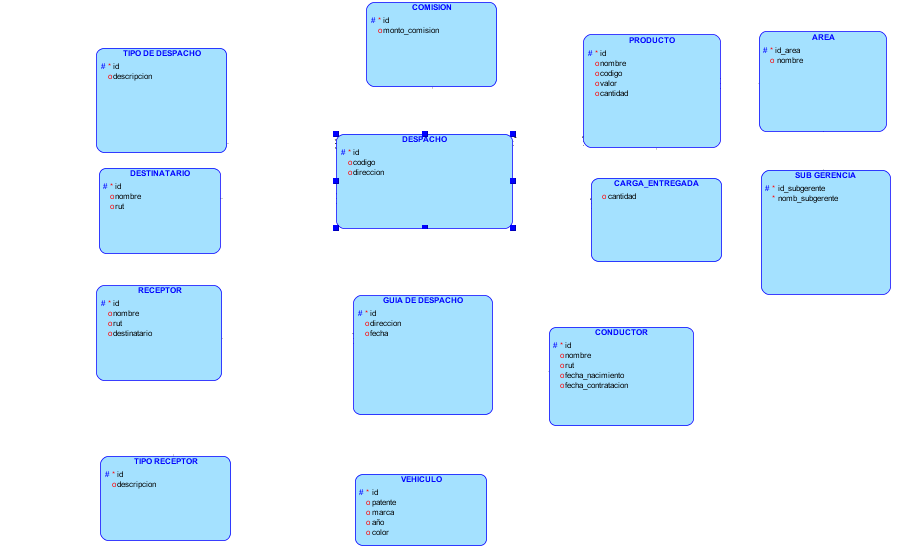 COMISION
# * id
o monto_comision
TIPO DE DESPACHO
# * id
o descripcion
PRODUCTO
# * id
o nombre
o codigo
o valor
o cantidad
AREA
# * id_area
o nombre
DESPACHO
# * id
o codigo
o direccion
DESTINATARIO
# * id
o nombre
o rut
CARGA_ENTREGADA
o cantidad
SUB GERENCIA
# * id_subgerente
* nomb_subgerente
RECEPTOR
# * id
o nombre
o rut
o destinatario
GUIA DE DESPACHO
# * id
o direccion
o fecha
CONDUCTOR
# * id
o nombre
o rut
o fecha_nacimiento
o fecha_contratacion
TIPO RECEPTOR
# * id
o descripcion
VEHICULO
# * id
o patente
o marca
o año
o color